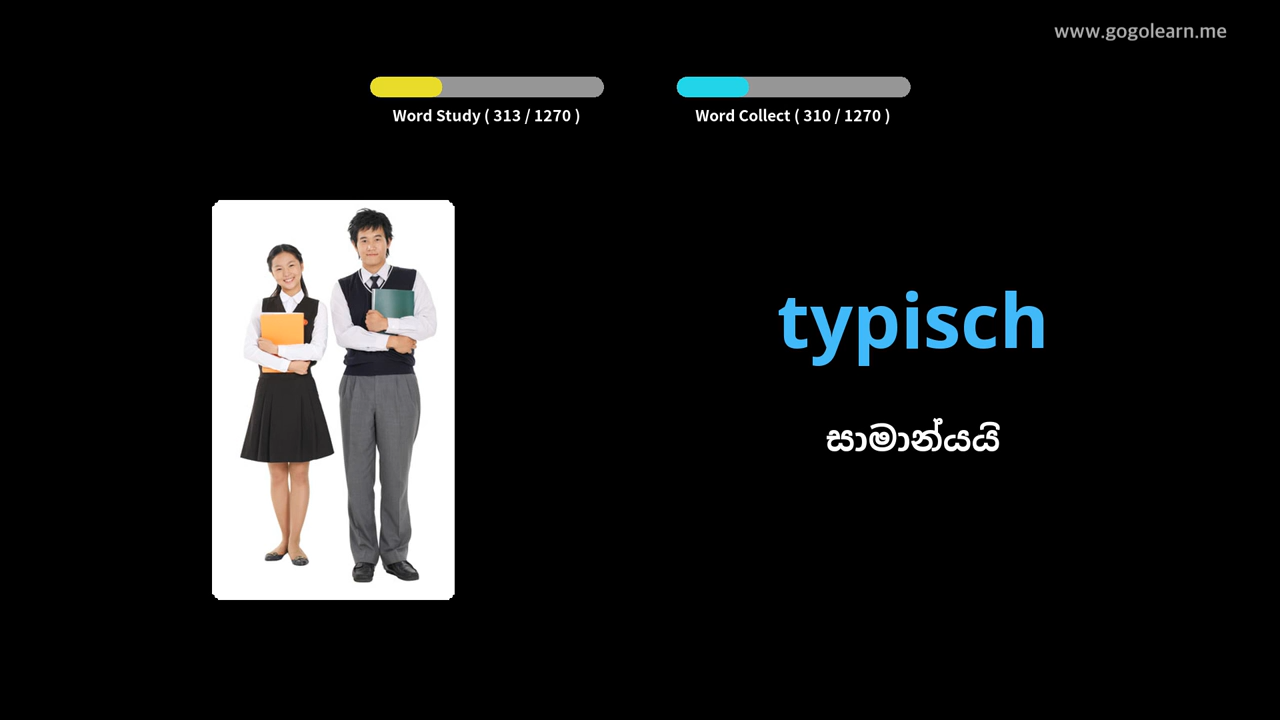 www.gogolearn.me
Word Study ( 313 / 1270 )
Word Collect ( 310 / 1270 )
typisch
සාමාන්යයි